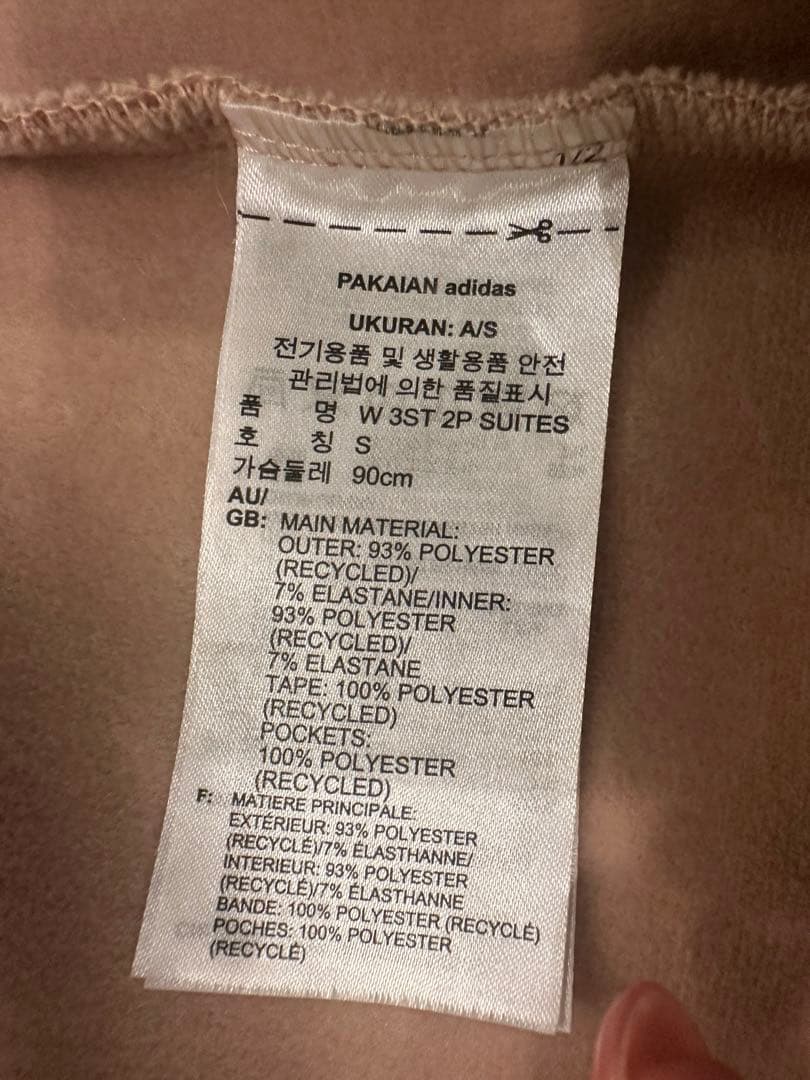 1/2
PAKAIAN adidas
UKURAN: A/S
전기용품 및 생활용품 안전
관리법에 의한 품질표시
품 명 W 3ST 2P SUITES
호 칭 S
가슴둘레 90cm
AU/
GB: MAIN MATERIAL:
OUTER: 93% POLYESTER
(RECYCLED)/
7% ELASTANE/INNER:
93% POLYESTER
(RECYCLED)/
7% ELASTANE
TAPE: 100% POLYESTER
(RECYCLED)
POCKETS:
100% POLYESTER
(RECYCLED)
F: MATIERE PRINCIPALE:
EXTÉRIEUR: 93% POLYESTER
(RECYCLÉ)/7% ÉLASTHANNE/
INTERIEUR: 93% POLYESTER
(RECYCLÉ)/7% ÉLASTHANNE
BANDE: 100% POLYESTER (RECYCLÉ)
POCHES: 100% POLYESTER
(RECYCLÉ)